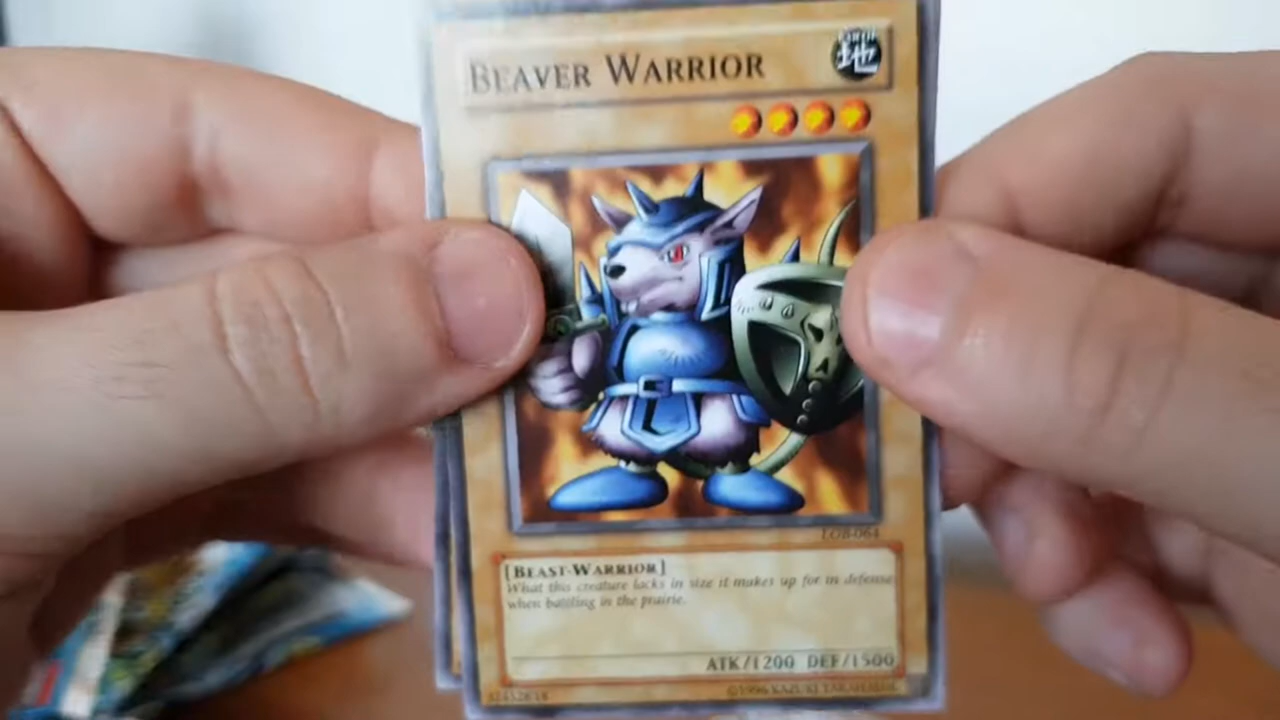 BEAVER WARRIOR
EARTH
地
LOB-064
[BEAST-WARRIOR]
What this creature lacks in size it makes up for in defense
when battling in the prairie.
ATK/1200 DEF/1500
©1996 KAZUKI TAKAHASHI